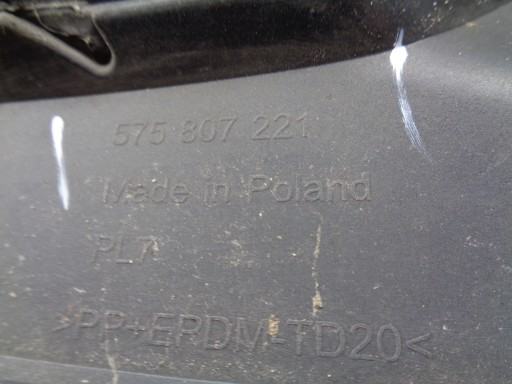 575 807 221
Made in Poland
PL7
>PP+EPDM-TD20<